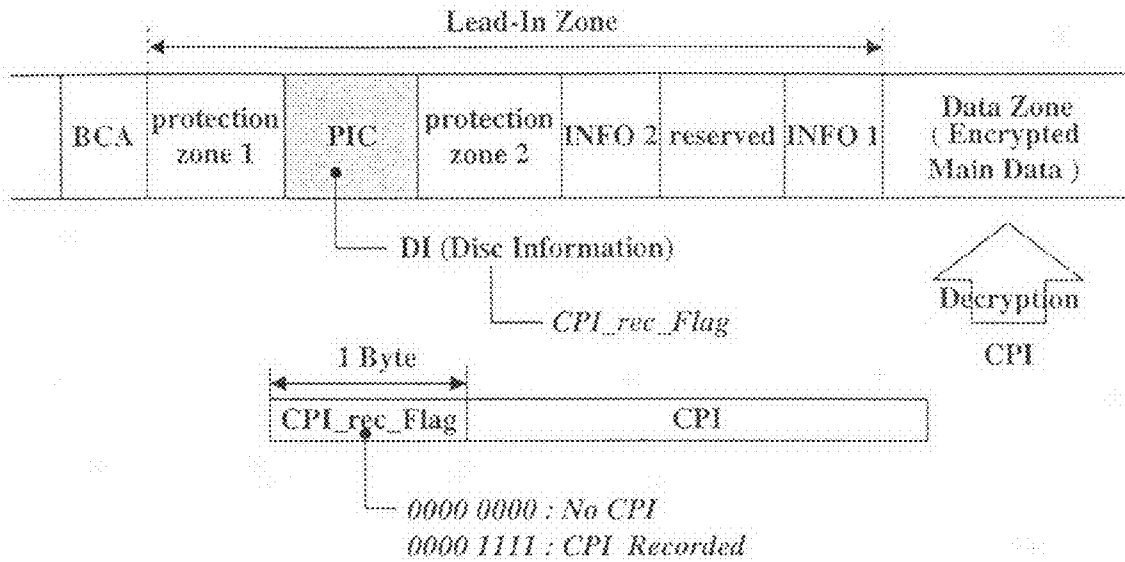 Lead-In Zone
BCA
protection
zone 1
PIC
protection
zone 2
INFO 2
reserved
INFO 1
Data Zone
( Encrypted
Main Data )
DI (Disc Information)
CPI_rec_Flag
Decryption
CPI
1 Byte
CPI_rec_Flag
CPI
0000 0000 : No CPI
0000 1111 : CPI Recorded